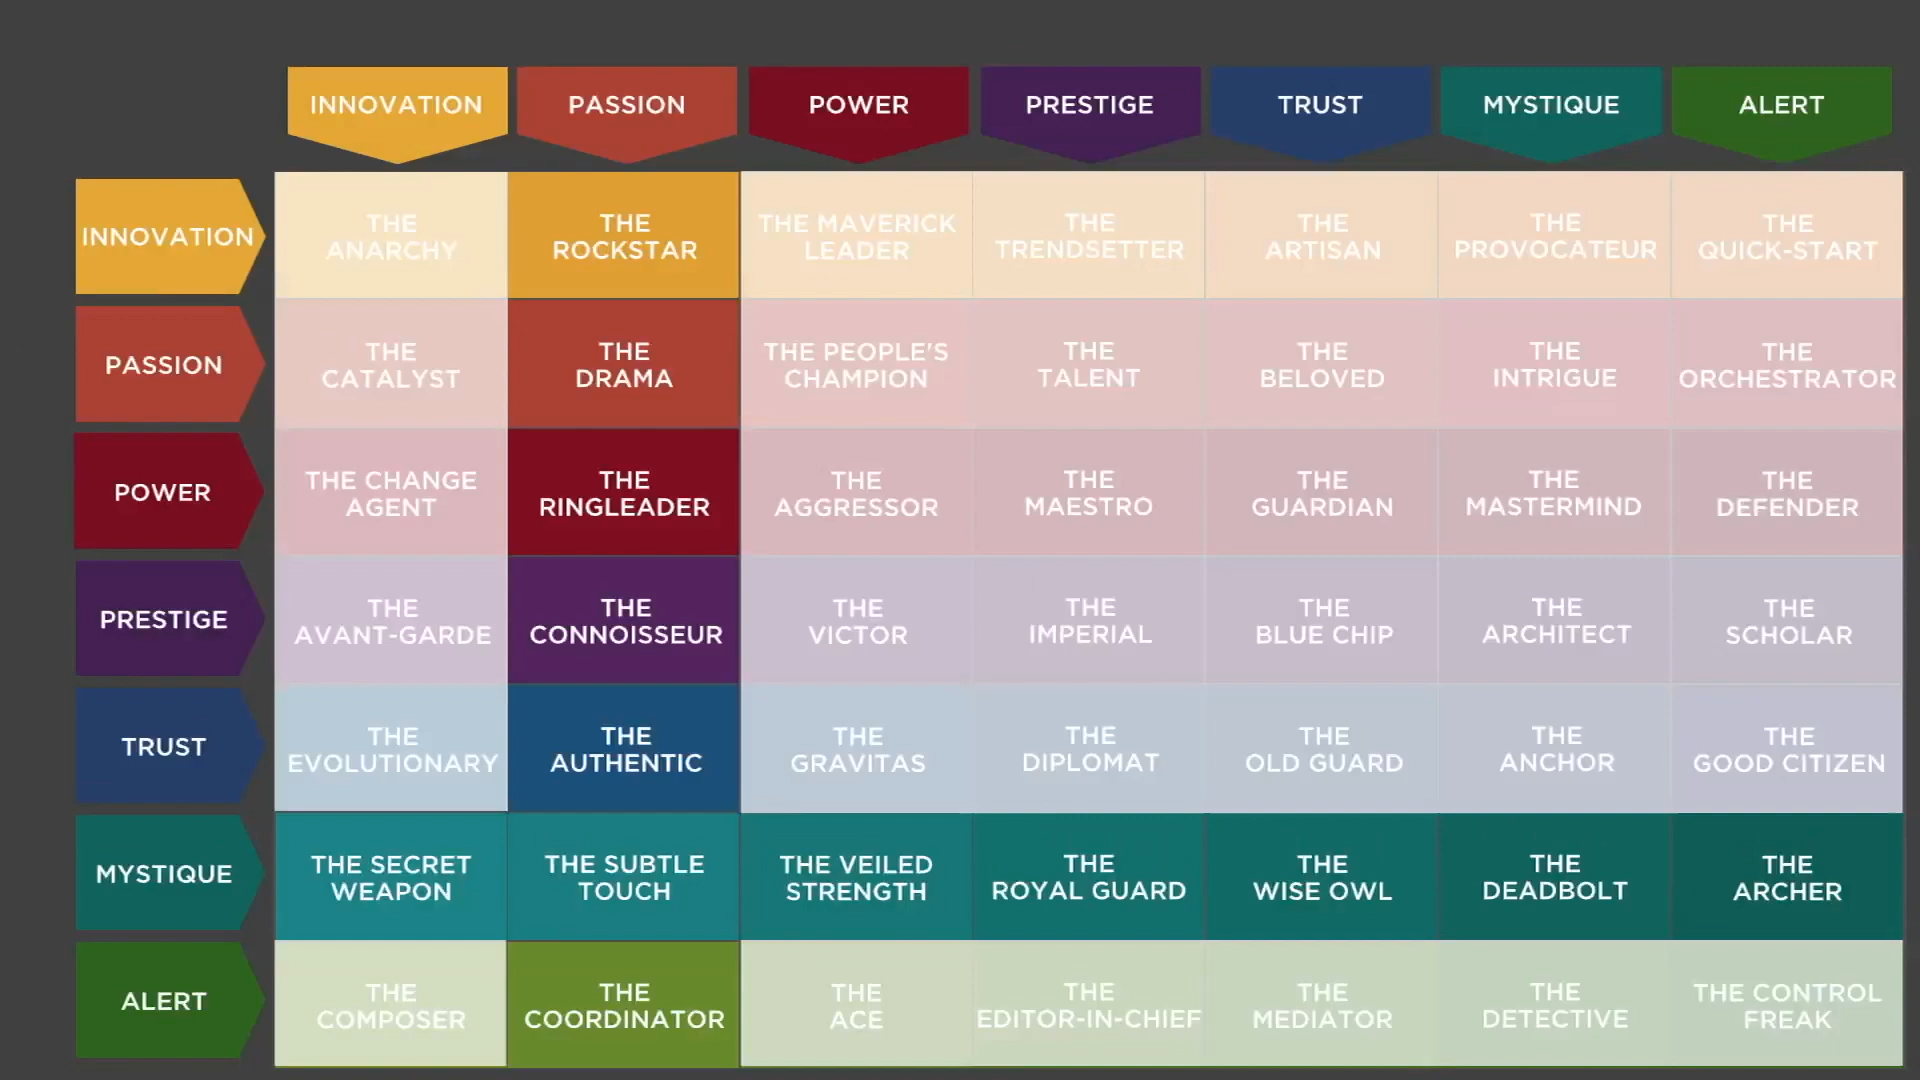 INNOVATION PASSION POWER PRESTIGE TRUST MYSTIQUE ALERT
INNOVATION
THE
ANARCHY
THE
ROCKSTAR
THE MAVERICK
LEADER
THE
TRENDSETTER
THE
ARTISAN
THE
PROVOCATEUR
THE
QUICK-START
PASSION
THE
CATALYST
THE
DRAMA
THE PEOPLE'S
CHAMPION
THE
TALENT
THE
BELOVED
THE
INTRIGUE
THE
ORCHESTRATOR
POWER
THE CHANGE
AGENT
THE
RINGLEADER
THE
AGGRESSOR
THE
MAESTRO
THE
GUARDIAN
THE
MASTERMIND
THE
DEFENDER
PRESTIGE
THE
AVANT-GARDE
THE
CONNOISSEUR
THE
VICTOR
THE
IMPERIAL
THE
BLUE CHIP
THE
ARCHITECT
THE
SCHOLAR
TRUST
THE
EVOLUTIONARY
THE
AUTHENTIC
THE
GRAVITAS
THE
DIPLOMAT
THE
OLD GUARD
THE
ANCHOR
THE
GOOD CITIZEN
MYSTIQUE
THE SECRET
WEAPON
THE SUBTLE
TOUCH
THE VEILED
STRENGTH
THE
ROYAL GUARD
THE
WISE OWL
THE
DEADBOLT
THE
ARCHER
ALERT
THE
COMPOSER
THE
COORDINATOR
THE
ACE
THE
EDITOR-IN-CHIEF
THE
MEDIATOR
THE
DETECTIVE
THE CONTROL
FREAK